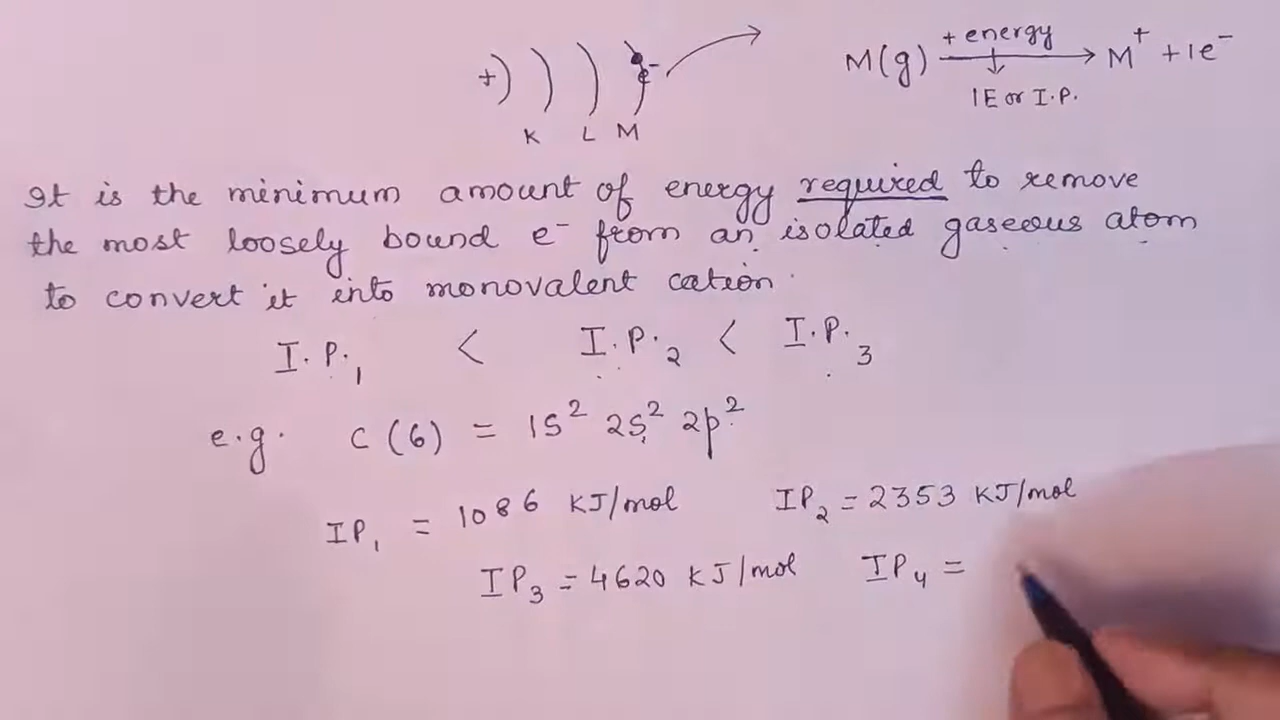 +) K L M e-
M(g) + energy → M⁺ + 1e⁻
IE or I.P.
It is the minimum amount of energy required to remove
the most loosely bound e⁻ from an isolated gaseous atom
to convert it into monovalent cation.
I.P.₁ < I.P.₂ < I.P.₃
e.g. C (6) = 1S² 2S² 2p²
IP₁ = 1086 KJ/mol IP₂ = 2353 KJ/mol
IP₃ = 4620 KJ/mol IP₄ =